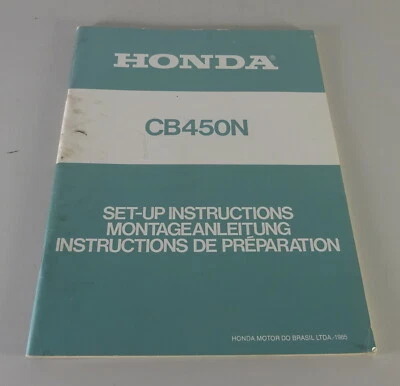 HONDA
CB450N
SET-UP INSTRUCTIONS
MONTAGEANLEITUNG
INSTRUCTIONS DE PRÉPARATION
HONDA MOTOR DO BRASIL LTDA.-1985